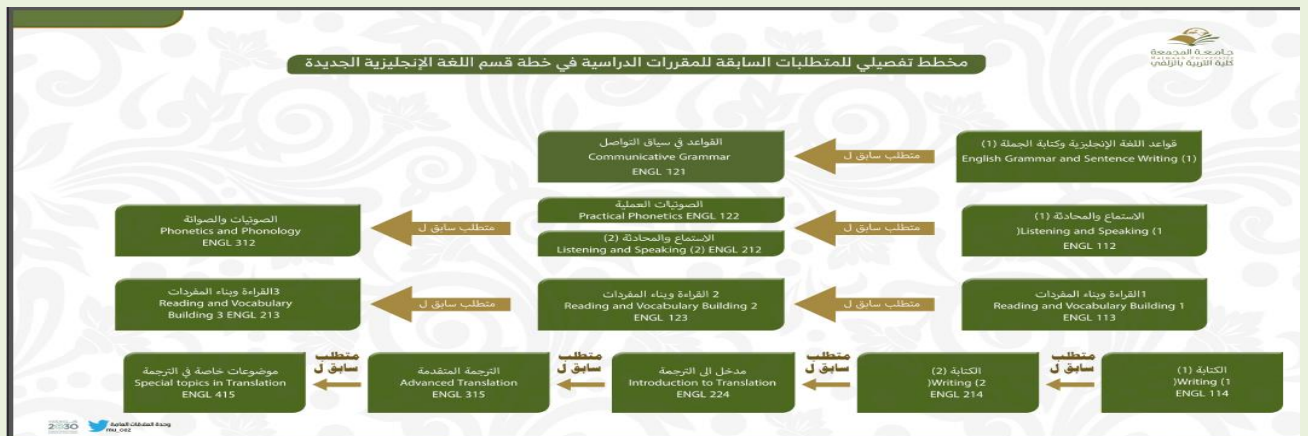 جامعة المجمعة
كلية التربية بالزلفي
مخطط تفصيلي للمتطلبات السابقة للمقررات الدراسية في خطة قسم اللغة الإنجليزية الجديدة
قواعد اللغة الإنجليزية وكتابة الجملة (1)
English Grammar and Sentence Writing (1)
متطلب سابق ل
القواعد في سياق التواصل
Communicative Grammar
ENGL 121
الاستماع والمحادثة (1)
)Listening and Speaking (1
ENGL 112
متطلب سابق ل
الصوتيات العملية
Practical Phonetics ENGL 122
الاستماع والمحادثة (2)
Listening and Speaking (2) ENGL 212
متطلب سابق ل
الصوتيات والصواتة
Phonetics and Phonology
ENGL 312
1القراءة وبناء المفردات
Reading and Vocabulary Building 1
ENGL 113
متطلب سابق ل
2 القراءة وبناء المفردات
Reading and Vocabulary Building 2
ENGL 123
متطلب سابق ل
3القراءة وبناء المفردات
Reading and Vocabulary
Building 3 ENGL 213
الكتابة (1)
)Writing (1
ENGL 114
متطلب
سابق ل
الكتابة (2)
)Writing (2
ENGL 214
متطلب
سابق ل
مدخل الى الترجمة
Introduction to Translation
ENGL 224
متطلب
سابق ل
الترجمة المتقدمة
Advanced Translation
ENGL 315
متطلب
سابق ل
موضوعات خاصة في الترجمة
Special topics in Translation
ENGL 415
2030
وحدة العلاقات العامة